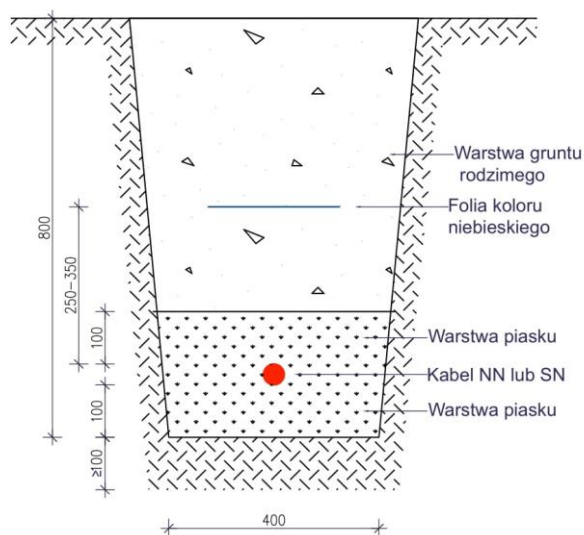 Warstwa gruntu
rodzimego
Folia koloru
niebieskiego
800
250–350
100
Warstwa piasku
Kabel NN lub SN
100
Warstwa piasku
≥100
400